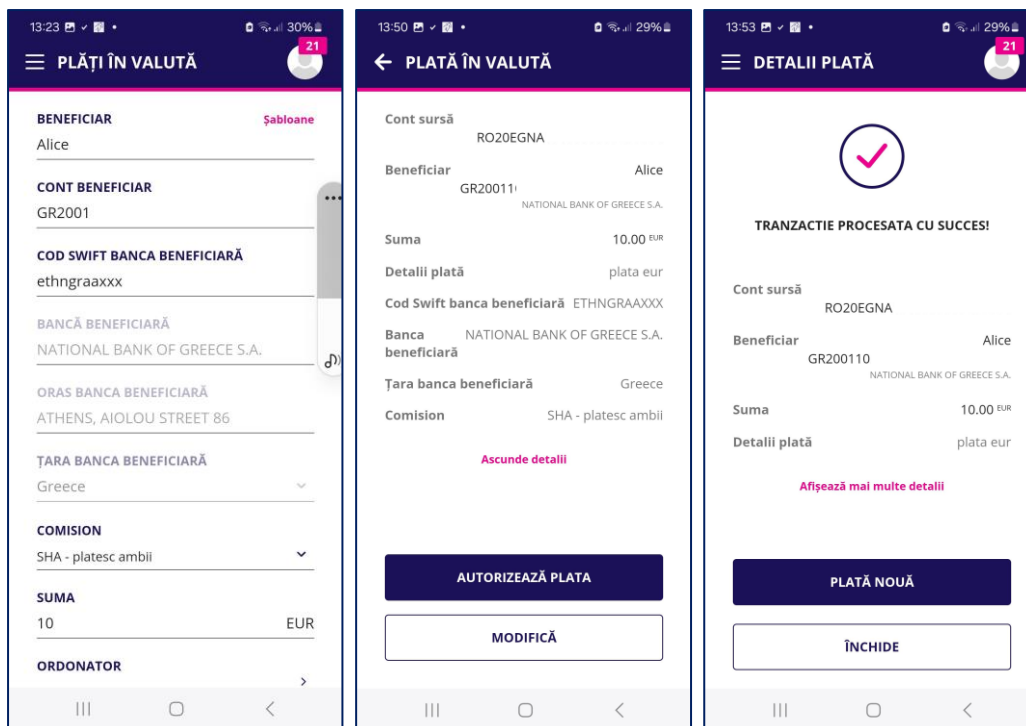 13:23
30%
21
PLĂȚI ÎN VALUTĂ
BENEFICIAR Șabloane
Alice
CONT BENEFICIAR
GR2001
COD SWIFT BANCA BENEFICIARĂ
ethngraaxxx
BANCĂ BENEFICIARĂ
NATIONAL BANK OF GREECE S.A.
ORAS BANCA BENEFICIARĂ
ATHENS, AIOLOU STREET 86
ȚARA BANCA BENEFICIARĂ
Greece
COMISION
SHA - platesc ambii
SUMA
10 EUR
ORDONATOR
13:50
29%
PLATĂ ÎN VALUTĂ
Cont sursă
RO20EGNA
Beneficiar Alice
GR20011
NATIONAL BANK OF GREECE S.A.
Suma 10.00 EUR
Detalii plată plata eur
Cod Swift banca beneficiară ETHNGRAAXXX
Banca NATIONAL BANK OF GREECE S.A.
beneficiară
Țara banca beneficiară Greece
Comision SHA - platesc ambii
Ascunde detalii
AUTORIZEAZĂ PLATA
MODIFICĂ
13:53
29%
21
DETALII PLATĂ
TRANZACTIE PROCESATA CU SUCCES!
Cont sursă
RO20EGNA
Beneficiar Alice
GR200110
NATIONAL BANK OF GREECE S.A.
Suma 10.00 EUR
Detalii plată plata eur
Afișează mai multe detalii
PLATĂ NOUĂ
ÎNCHIDE